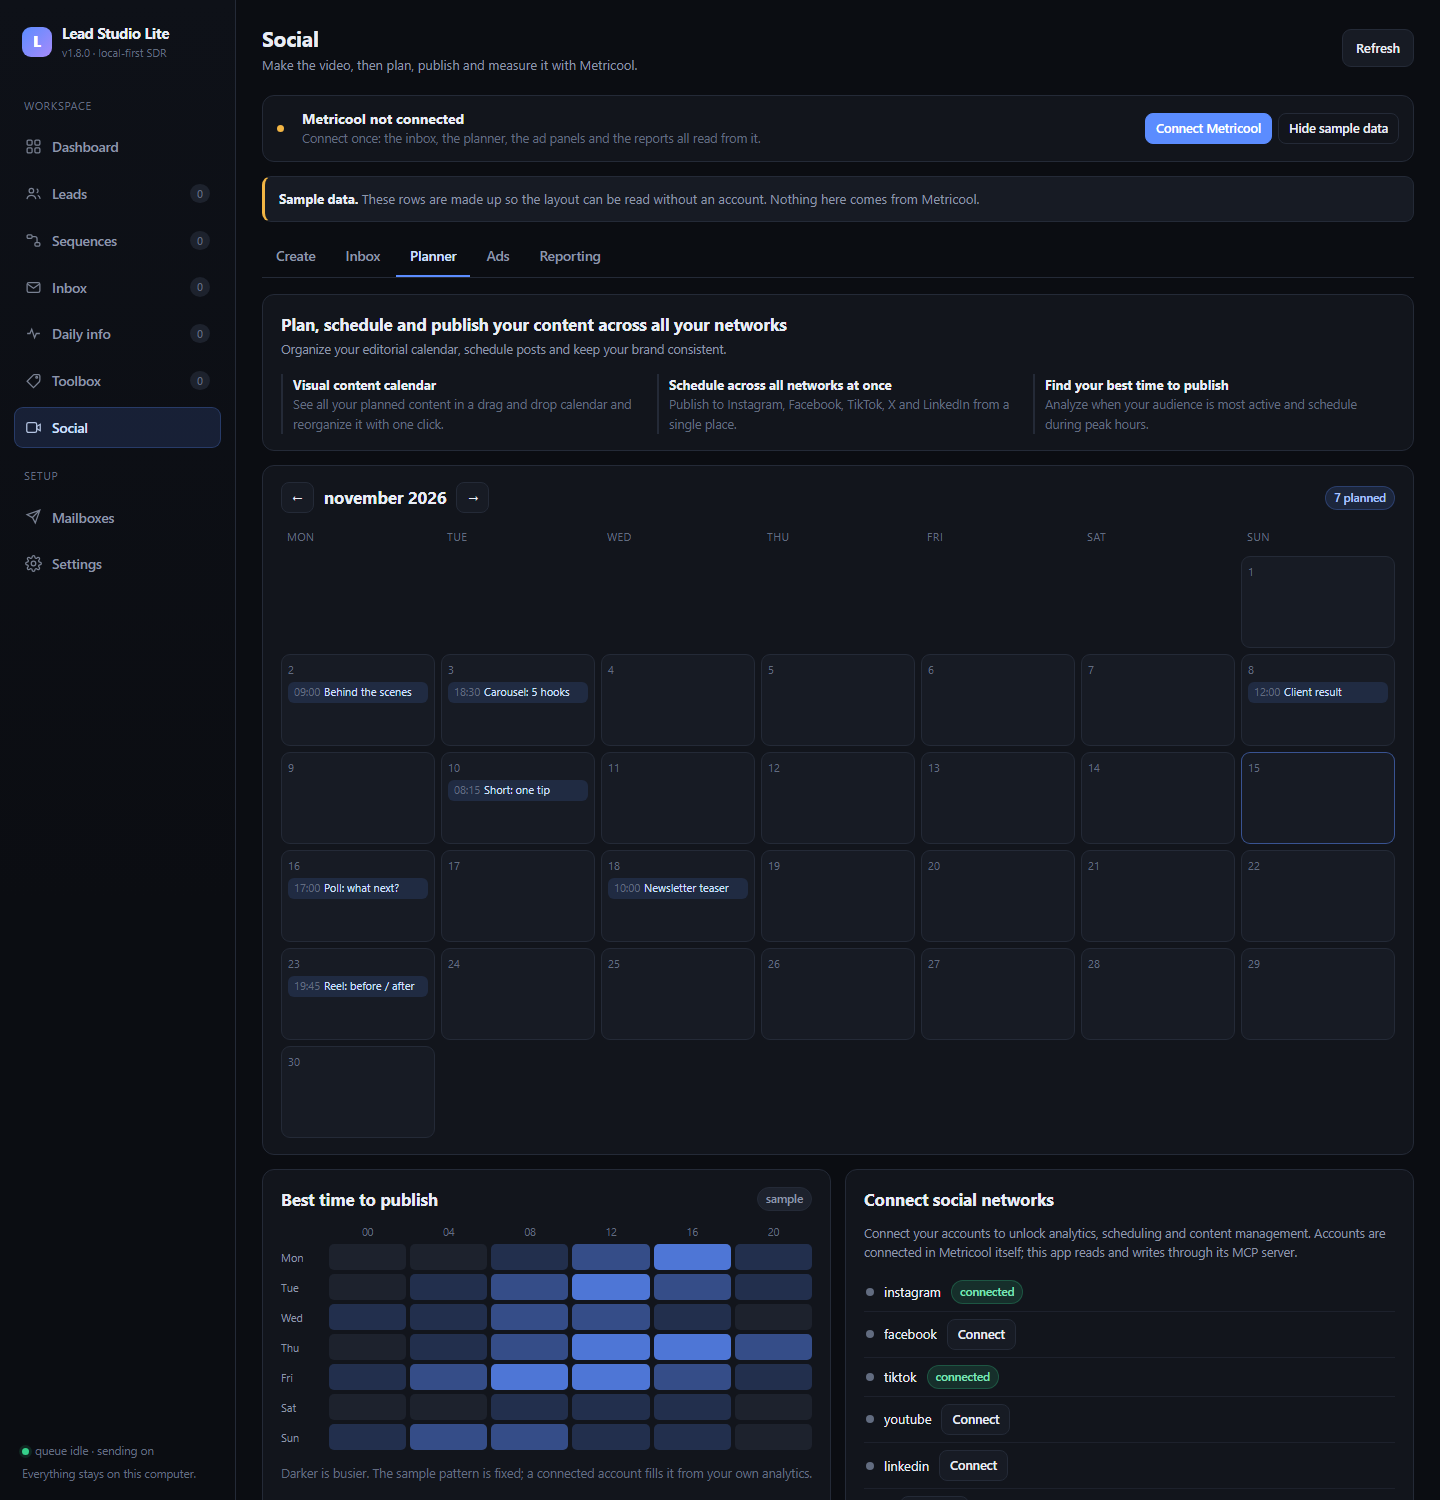 L
Lead Studio Lite
v1.8.0 · local-first SDR
WORKSPACE
Dashboard
Leads 0
Sequences 0
Inbox 0
Daily info 0
Toolbox 0
Social
SETUP
Mailboxes
Settings
queue idle · sending on
Everything stays on this computer.
Social
Make the video, then plan, publish and measure it with Metricool.
Refresh
Metricool not connected
Connect once: the inbox, the planner, the ad panels and the reports all read from it.
Connect Metricool
Hide sample data
Sample data. These rows are made up so the layout can be read without an account. Nothing here comes from Metricool.
Create Inbox Planner Ads Reporting
Plan, schedule and publish your content across all your networks
Organize your editorial calendar, schedule posts and keep your brand consistent.
Visual content calendar
See all your planned content in a drag and drop calendar and
reorganize it with one click.
Schedule across all networks at once
Publish to Instagram, Facebook, TikTok, X and LinkedIn from a
single place.
Find your best time to publish
Analyze when your audience is most active and schedule
during peak hours.
← november 2026 →
7 planned
MON TUE WED THU FRI SAT SUN
1
2 3 4 5 6 7 8
09:00 Behind the scenes 18:30 Carousel: 5 hooks 12:00 Client result
9 10 11 12 13 14 15
08:15 Short: one tip
16 17 18 19 20 21 22
17:00 Poll: what next? 10:00 Newsletter teaser
23 24 25 26 27 28 29
19:45 Reel: before / after
30
Best time to publish
sample
00 04 08 12 16 20
Mon
Tue
Wed
Thu
Fri
Sat
Sun
Darker is busier. The sample pattern is fixed; a connected account fills it from your own analytics.
Connect social networks
Connect your accounts to unlock analytics, scheduling and content management. Accounts are
connected in Metricool itself; this app reads and writes through its MCP server.
instagram connected
facebook Connect
tiktok connected
youtube Connect
linkedin Connect